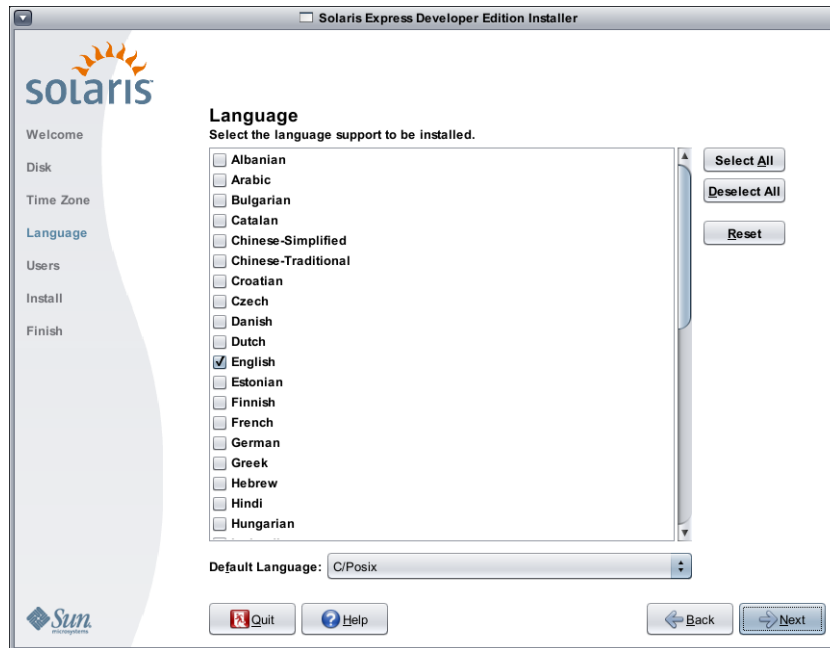 Solaris Express Developer Edition Installer
solaris
Welcome
Disk
Time Zone
Language
Users
Install
Finish
Language
Select the language support to be installed.
Albanian
Arabic
Bulgarian
Catalan
Chinese-Simplified
Chinese-Traditional
Croatian
Czech
Danish
Dutch
English
Estonian
Finnish
French
German
Greek
Hebrew
Hindi
Hungarian
Select All
Deselect All
Reset
Default Language: C/Posix
Sun
microsystems
Quit
Help
Back
Next